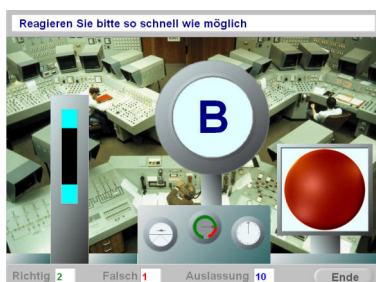 Reagieren Sie bitte so schnell wie möglich
B
Richtig 2 Falsch 1 Auslassung 10 Ende